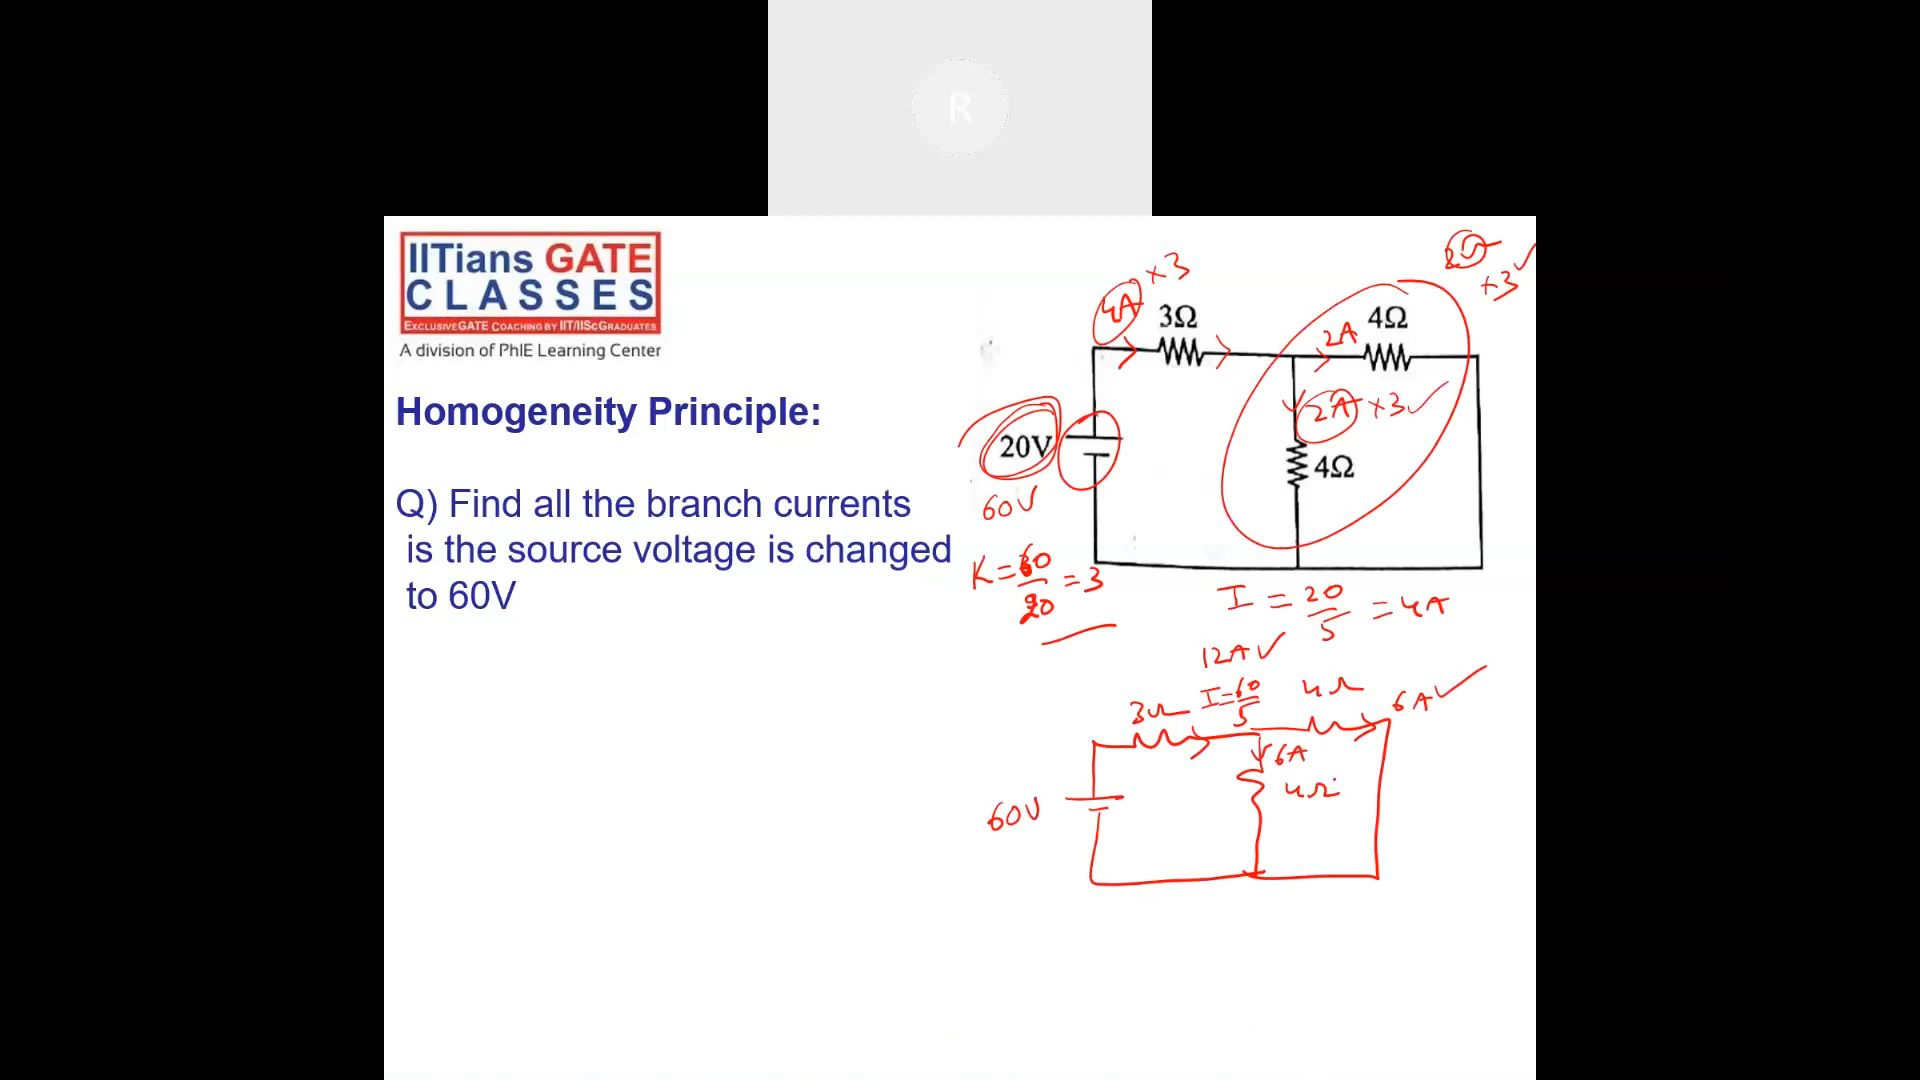 R
IITians GATE
CLASSES
EXCLUSIVE GATE COACHING BY IIT/IISc GRADUATES
A division of PhIE Learning Center
Homogeneity Principle:
Q) Find all the branch currents
is the source voltage is changed
to 60V
4A ×3
3Ω
2A
4Ω
×3
2A ×3
20V
4Ω
60V
K = 60/20 = 3
I = 20/5 = 4A
12A
I = 60/5
3Ω
4Ω
6A
6A
4Ω
60V